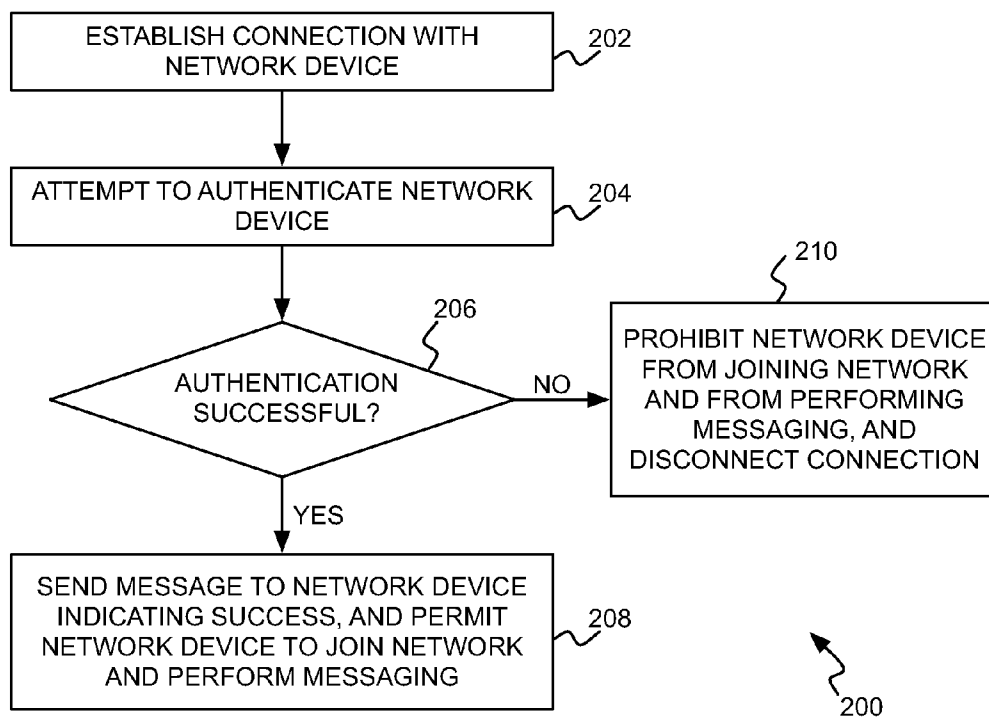 ESTABLISH CONNECTION WITH
NETWORK DEVICE
202
ATTEMPT TO AUTHENTICATE NETWORK
DEVICE
204
206
AUTHENTICATION
SUCCESSFUL?
NO
210
PROHIBIT NETWORK DEVICE
FROM JOINING NETWORK
AND FROM PERFORMING
MESSAGING, AND
DISCONNECT CONNECTION
YES
SEND MESSAGE TO NETWORK DEVICE
INDICATING SUCCESS, AND PERMIT
NETWORK DEVICE TO JOIN NETWORK
AND PERFORM MESSAGING
208
200